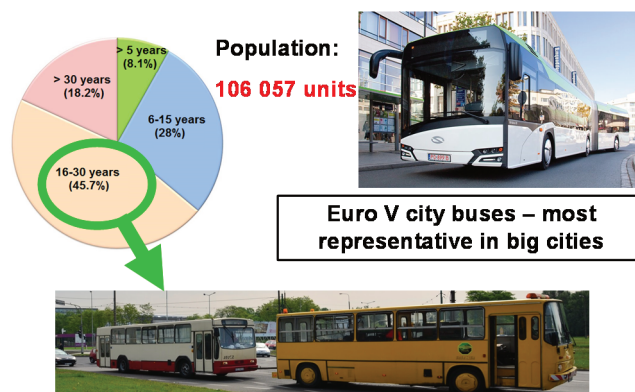 > 5 years
(8.1%)
Population:
106 057 units
> 30 years
(18.2%)
6-15 years
(28%)
16-30 years
(45.7%)
Euro V city buses – most
representative in big cities